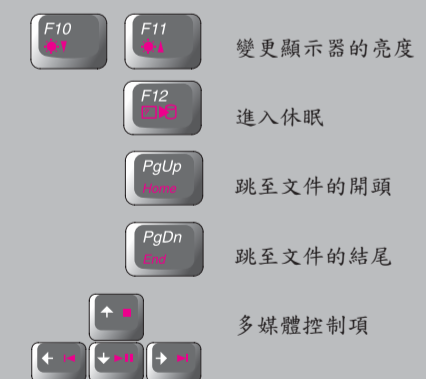 F10 F11 變更顯示器的亮度
F12 進入休眠
PgUp
Home 跳至文件的開頭
PgDn
End 跳至文件的結尾
多媒體控制項